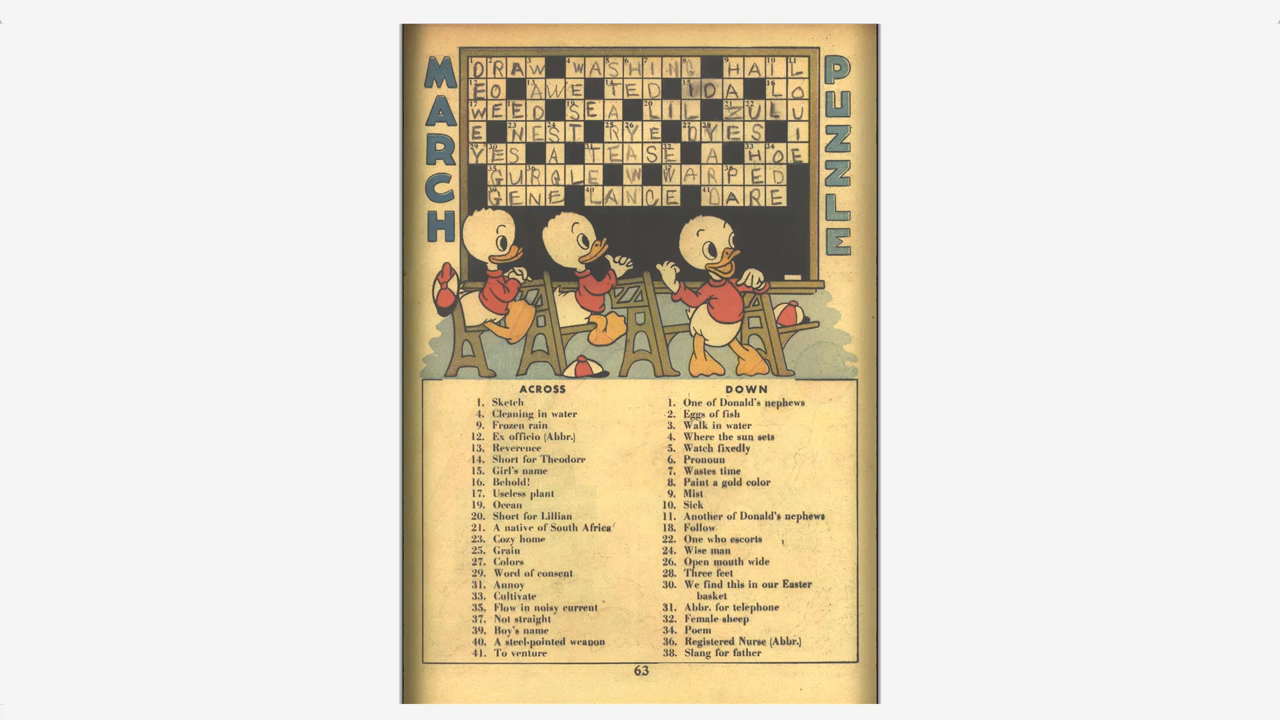 MARCH
PUZZLE
DRAW WASHING HAIL
EO AWE TED IDA LO
WEED SEA LIL ZULU
E NEST RYE DYES I
YES A TEASE A HOE
GURGLE W WARPED
GENE LANCE DARE
ACROSS
1. Sketch
4. Cleaning in water
9. Frozen rain
12. Ex officio (Abbr.)
13. Reverence
14. Short for Theodore
15. Girl's name
16. Behold!
17. Useless plant
19. Ocean
20. Short for Lillian
21. A native of South Africa
23. Cozy home
25. Grain
27. Colors
29. Word of consent
31. Annoy
33. Cultivate
35. Flow in noisy current
37. Not straight
39. Boy's name
40. A steel-pointed weapon
41. To venture
DOWN
1. One of Donald's nephews
2. Eggs of fish
3. Walk in water
4. Where the sun sets
5. Watch fixedly
6. Pronoun
7. Wastes time
8. Paint a gold color
9. Mist
10. Sick
11. Another of Donald's nephews
18. Follow
22. One who escorts
24. Wise man
26. Open mouth wide
28. Three feet
30. We find this in our Easter
basket
31. Abbr. for telephone
32. Female sheep
34. Poem
36. Registered Nurse (Abbr.)
38. Slang for father
63